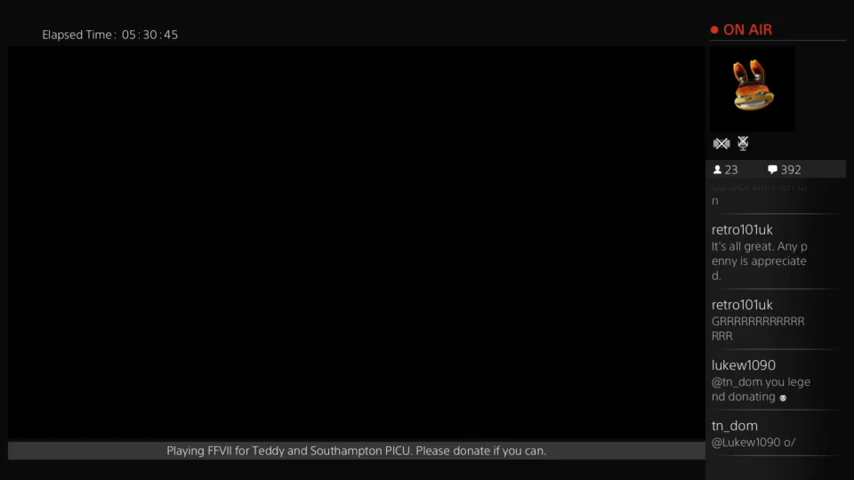 Elapsed Time: 05:30:45
ON AIR
23 392
n
retro101uk
It's all great. Any p
enny is appreciate
d.
retro101uk
GRRRRRRRRRRRR
RRR
lukew1090
@tn_dom you lege
nd donating
tn_dom
@Lukew1090 o/
Playing FFVII for Teddy and Southampton PICU. Please donate if you can.